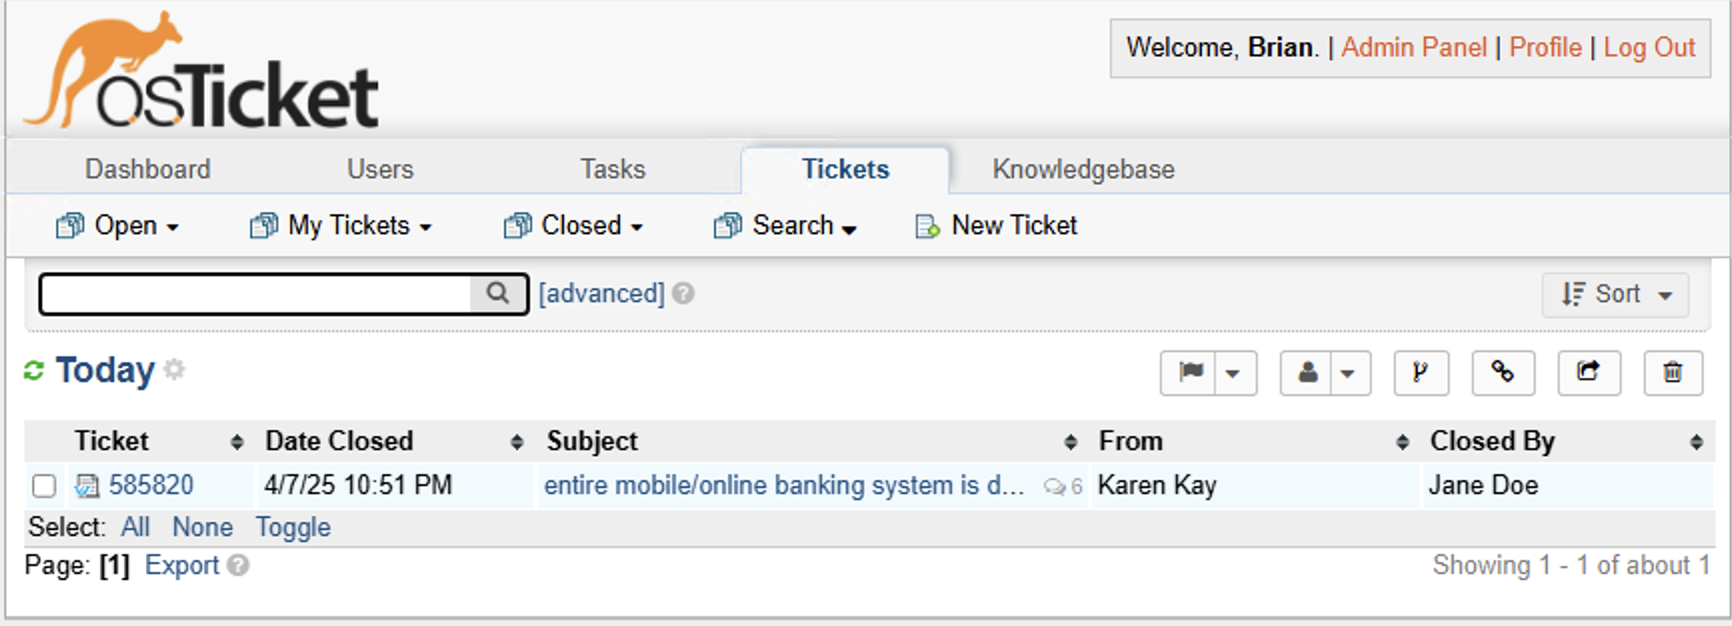 osTicket
Welcome, Brian. | Admin Panel | Profile | Log Out
Dashboard Users Tasks Tickets Knowledgebase
Open My Tickets Closed Search New Ticket
[advanced] ? Sort
Today
Ticket Date Closed Subject From Closed By
585820 4/7/25 10:51 PM entire mobile/online banking system is d... 6 Karen Kay Jane Doe
Select: All None Toggle
Page: [1] Export ? Showing 1 - 1 of about 1